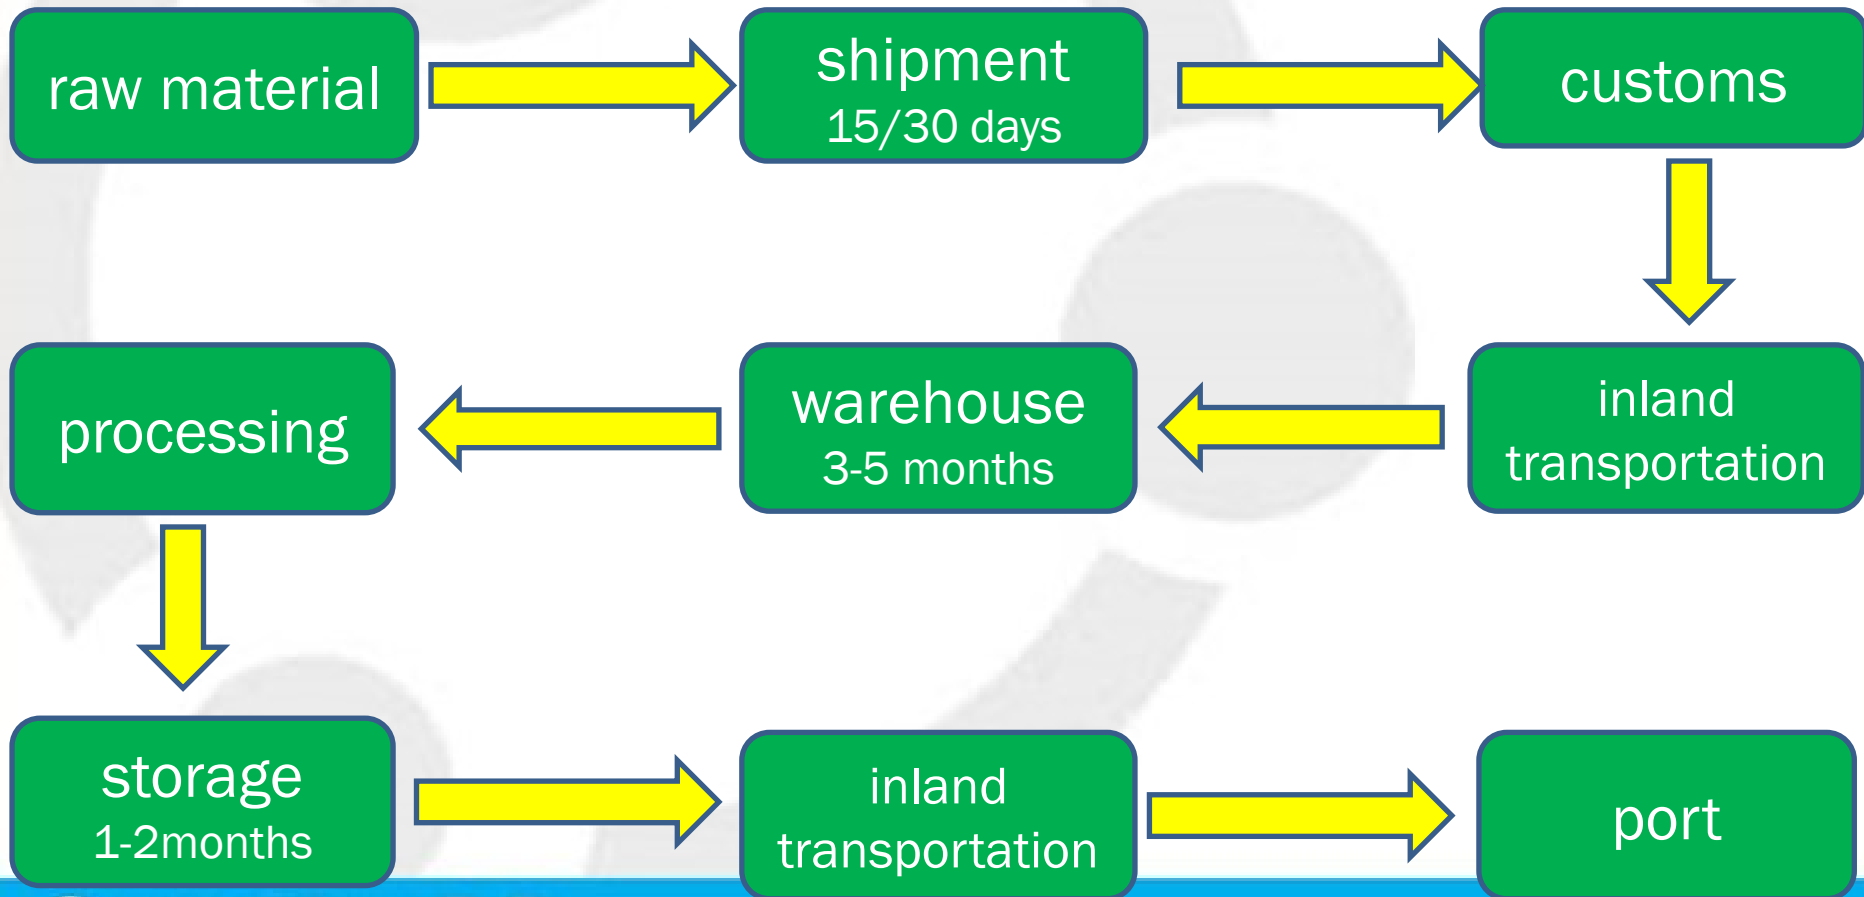 raw material
shipment
15/30 days
customs
inland
transportation
warehouse
3-5 months
processing
storage
1-2months
inland
transportation
port